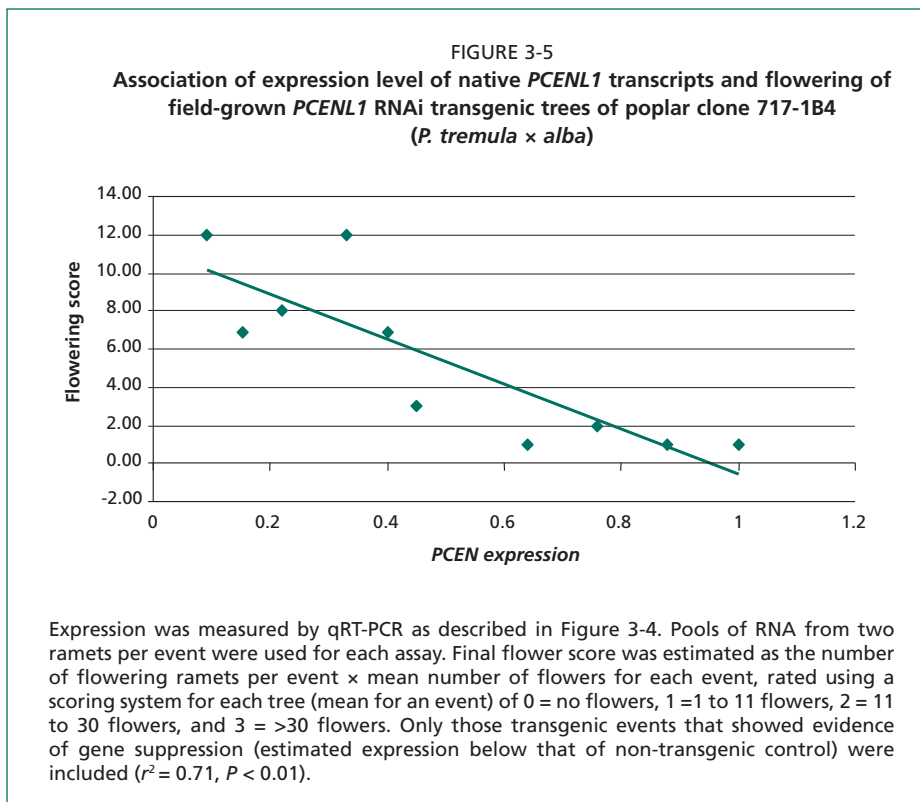 FIGURE 3-5
Association of expression level of native PCENL1 transcripts and flowering of
field-grown PCENL1 RNAi transgenic trees of poplar clone 717-1B4
(P. tremula × alba)
14.00
12.00
10.00
8.00
6.00
4.00
2.00
0.00
-2.00
Flowering score
0 0.2 0.4 0.6 0.8 1 1.2
PCEN expression
Expression was measured by qRT-PCR as described in Figure 3-4. Pools of RNA from two
ramets per event were used for each assay. Final flower score was estimated as the number
of flowering ramets per event × mean number of flowers for each event, rated using a
scoring system for each tree (mean for an event) of 0 = no flowers, 1 =1 to 11 flowers, 2 = 11
to 30 flowers, and 3 = >30 flowers. Only those transgenic events that showed evidence
of gene suppression (estimated expression below that of non-transgenic control) were
included (r² = 0.71, P < 0.01).